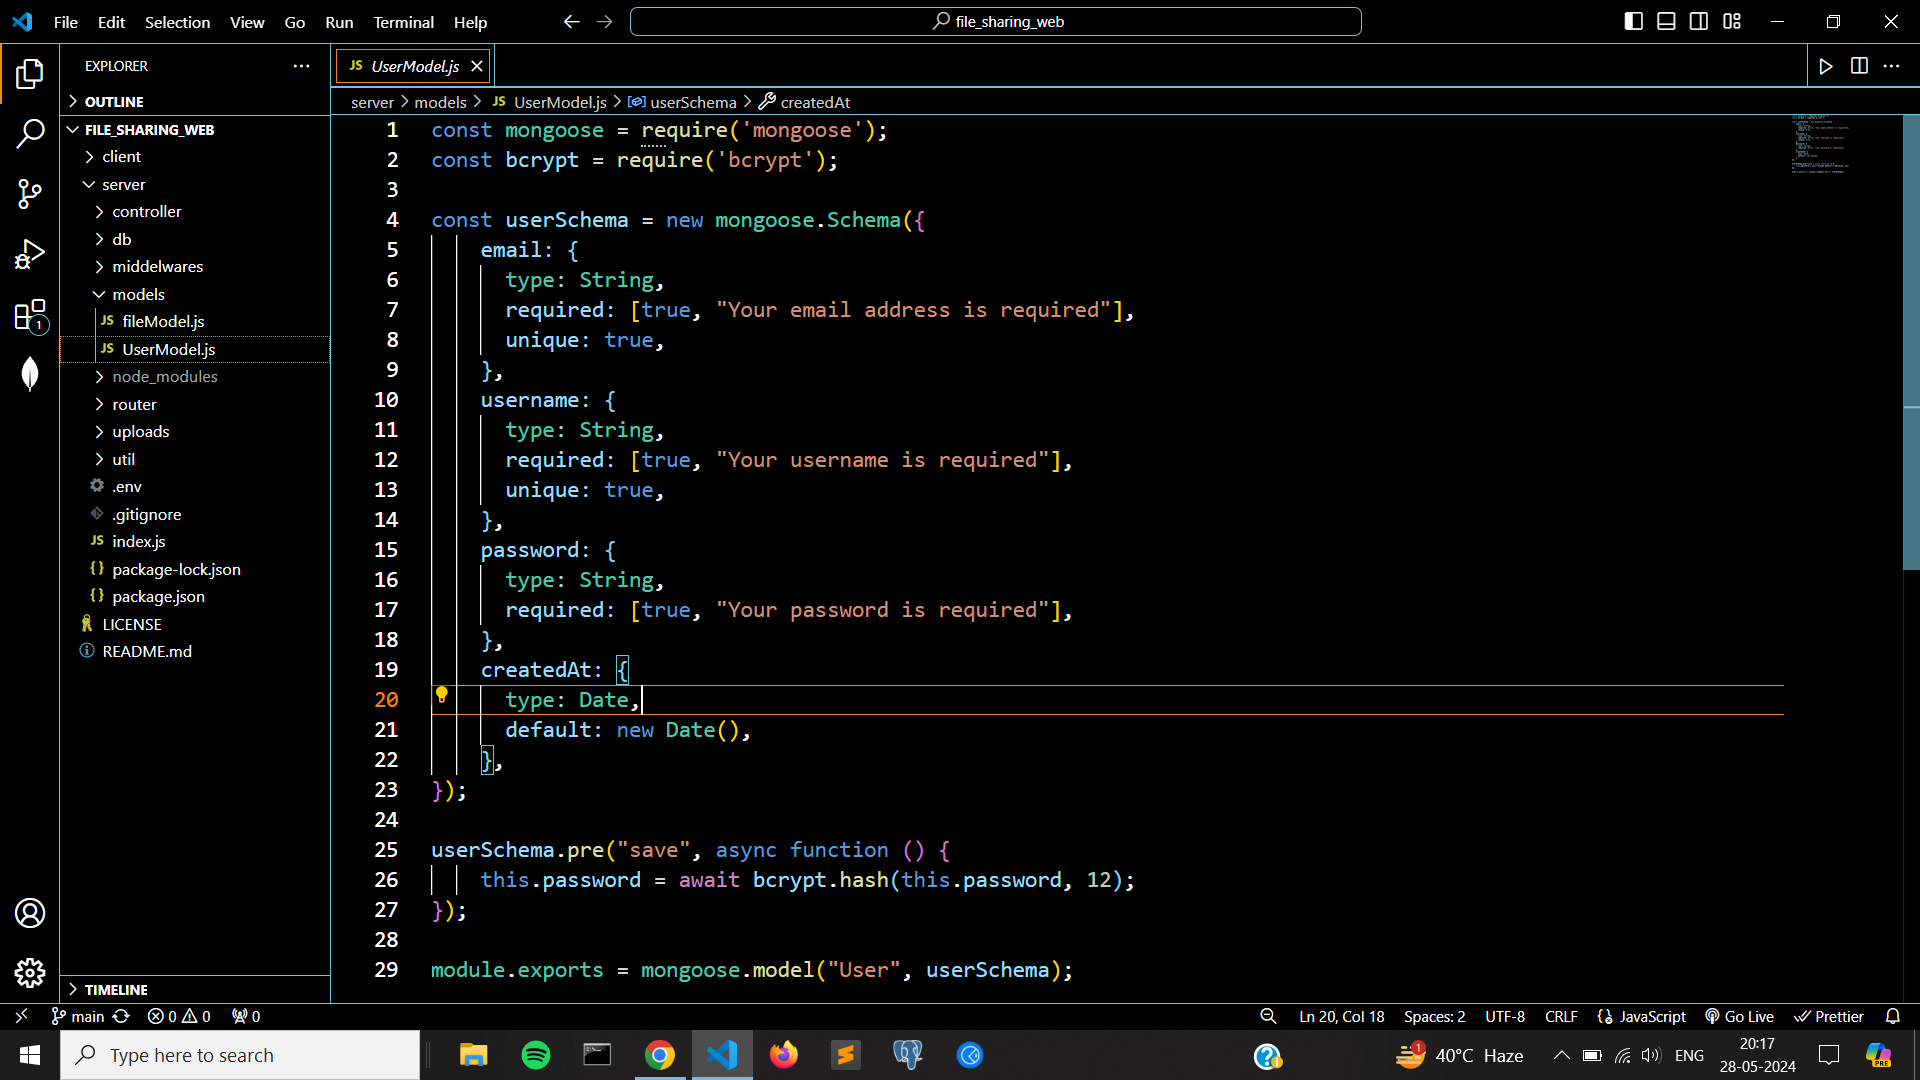 File Edit Selection View Go Run Terminal Help
file_sharing_web
EXPLORER
OUTLINE
FILE_SHARING_WEB
client
server
controller
db
middelwares
models
JS fileModel.js
JS UserModel.js
node_modules
router
uploads
util
.env
.gitignore
JS index.js
{} package-lock.json
{} package.json
LICENSE
README.md
TIMELINE
1
JS UserModel.js
server > models > JS UserModel.js > userSchema > createdAt
1 const mongoose = require('mongoose');
2 const bcrypt = require('bcrypt');
3
4 const userSchema = new mongoose.Schema({
5 email: {
6 type: String,
7 required: [true, "Your email address is required"],
8 unique: true,
9 },
10 username: {
11 type: String,
12 required: [true, "Your username is required"],
13 unique: true,
14 },
15 password: {
16 type: String,
17 required: [true, "Your password is required"],
18 },
19 createdAt: {
20 type: Date,
21 default: new Date(),
22 },
23 });
24
25 userSchema.pre("save", async function () {
26 this.password = await bcrypt.hash(this.password, 12);
27 });
28
29 module.exports = mongoose.model("User", userSchema);
main 0 0 0
Ln 20, Col 18 Spaces: 2 UTF-8 CRLF {} JavaScript Go Live Prettier
Type here to search
1
40°C Haze
ENG
20:17
28-05-2024
PRE